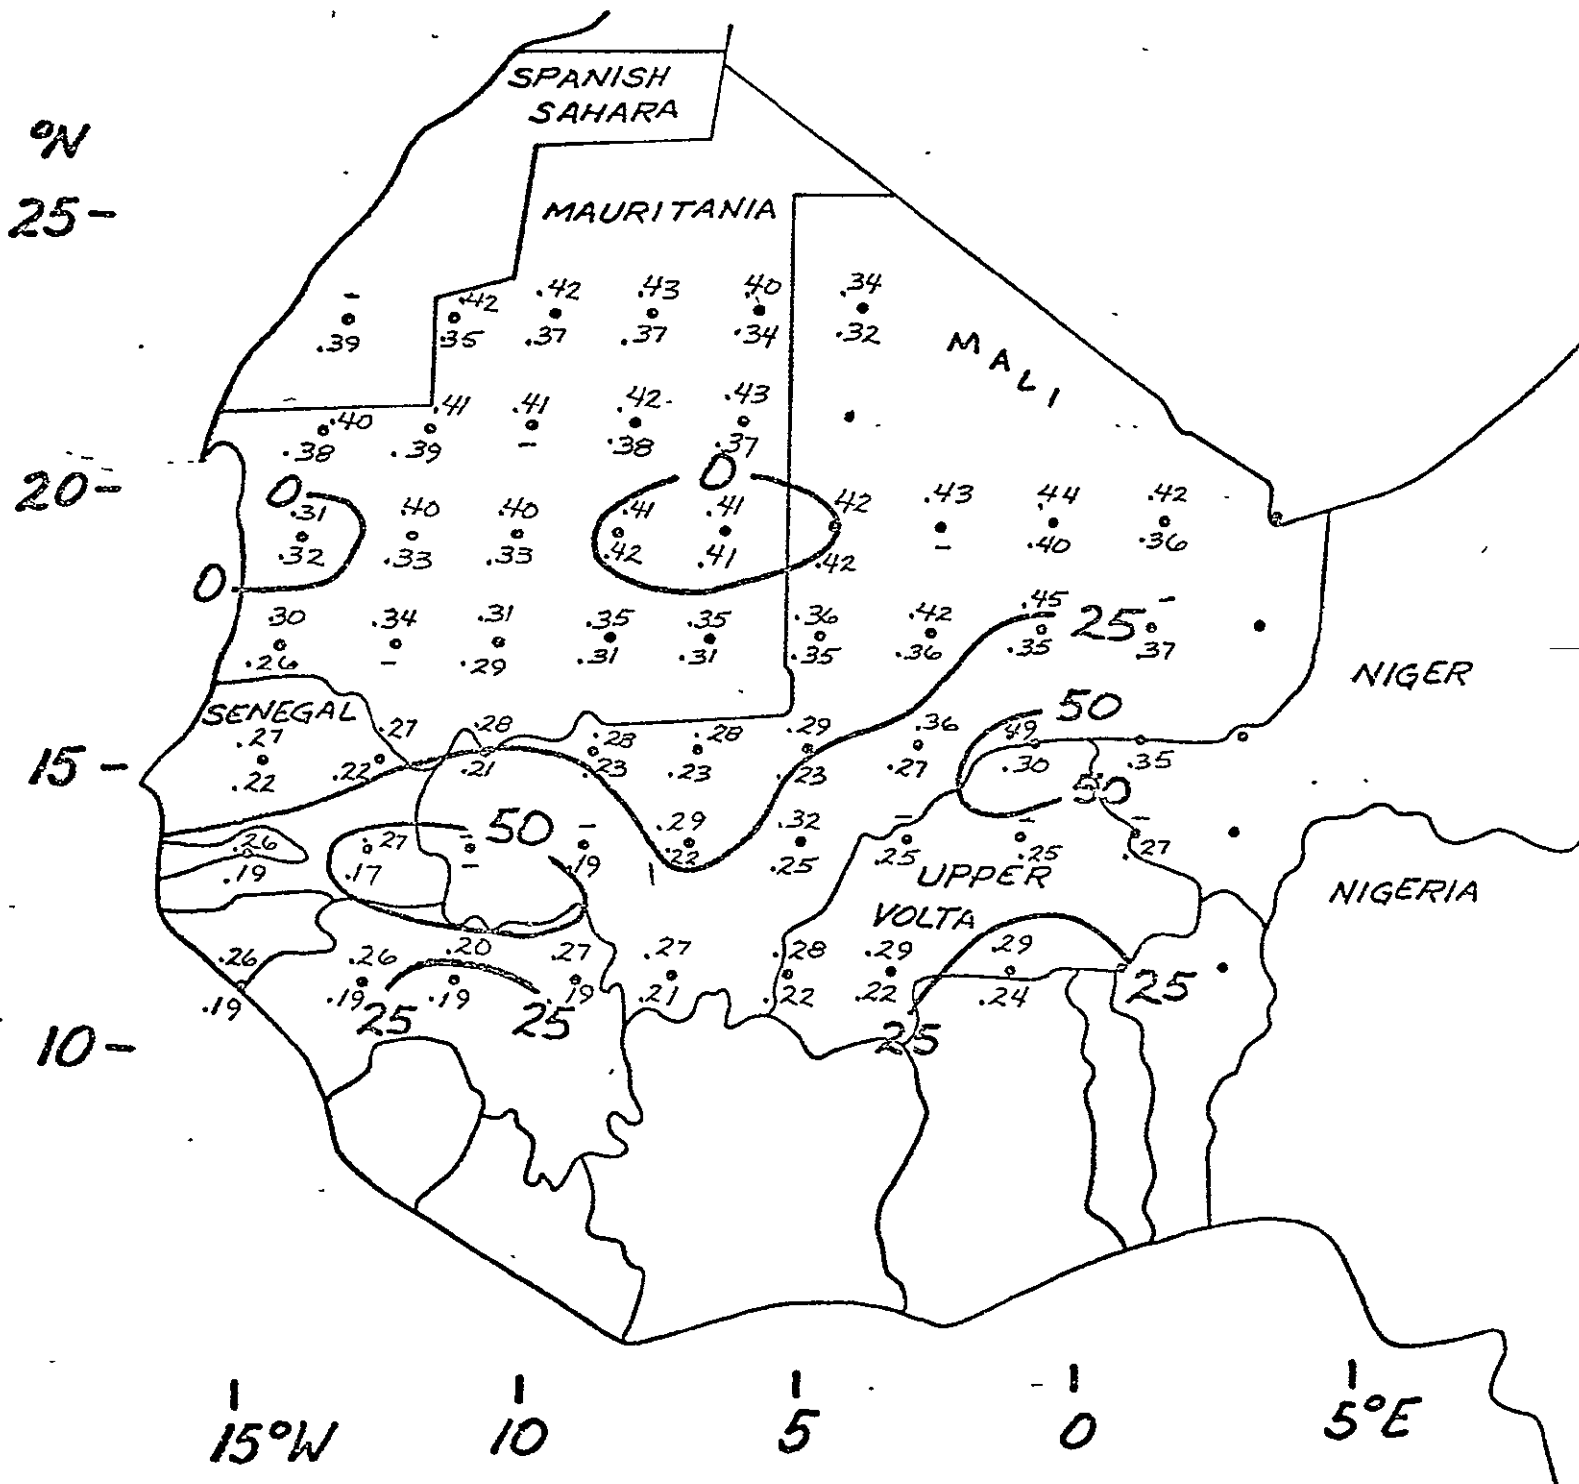 SPANISH
SAHARA
°N
25-
MAURITANIA
- .42 .42 .43 .40 .34
.39 .35 .37 .37 .34 .32
MALI
.40 .41 .41 .42 .43
.38 .39 - .38 .37
20-
0 0
.31 .40 .40 .41 .41 .42 .43 .44 .42
.32 .33 .33 .42 .41 .42 - .40 .36
0
.30 .34 .31 .35 .35 .36 .42 .45 25 -
.26 - .29 .31 .31 .35 .36 .35 .37
NIGER
SENEGAL
50
.27 .27 .28 .28 .28 .29 .36 .49
15-
.22 .22 .21 .23 .23 .23 .27 .30 .35
50
50
.26 .27 - - .29 .32 - - -
.19 .17 - .19 .22 .25 .25 .25 .27
UPPER
VOLTA
NIGERIA
.26 .26 .20 .27 .27 .28 .29 .29
.19 .19 .19 .19 .21 .22 .22 .24
25 25 25 25
10-
15°W 10 5 0 5°E